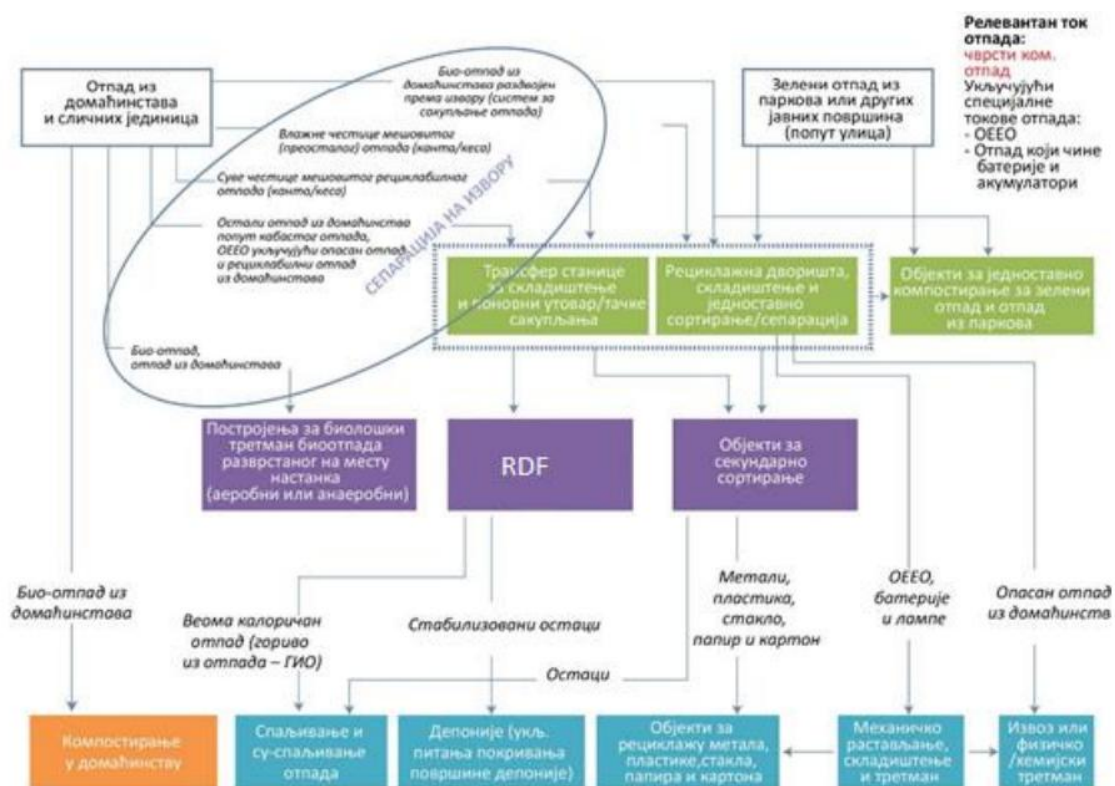 Релевантан ток
отпада:
чврсти ком.
отпад
Укључујући
специјалне
токове отпада:
- ОЕЕО
- Отпад који чине
батерије и
акумулатори
Отпад из
домаћинстава
и сличних јединица
Био-отпад из
домаћинстава раздвојен
према извору (систем за
сакупљање отпада)
Зелени отпад из
паркова или других
јавних површина
(попут улица)
Влажне честице мешовитог
(преосталог) отпада (канта/кеса)
Суве честице мешовитое рециклабилног
отпада (канта/кеса)
СЕПАРАЦИЈА НА ИЗВОРУ
Остали отпад из домаћинства
попут кабастог отпада,
ОЕЕО укључујући опасан отпад
и рециклабилни отпад
из домаћинстава
Трансфер станице
за складиштење
и поновни утовар/тачке
сакупљања
Рециклажна дворишта,
складиштење и
једноставно
сортирање/сепарација
Објекти за једноставно
компостирање за зелени
отпад и отпад
из паркова
Био-отпад,
отпад из домаћинстава
Постројења за биолошки
третман биоотпада
разврстаног на месту
настанка
(аеробни или анаеробни)
RDF
Објекти за
секундарно
сортирање
Био-отпад из
домаћинстава
Веома калоричан
отпад (гориво
из отпада – ГИО)
Стабилизовани остаци
Остаци
Метали,
пластика,
стакло,
папир и картон
ОЕЕО,
батерије
и лампе
Опасан отпад
из домаћинств
Компостирање
у домаћинству
Спаљивање и
су-спаљивање
отпада
Депоније (укљ.
питања покривања
површине депоније)
Објекти за
рециклажу метала,
пластике,стакла,
папира и картона
Механичко
растављање,
складиштење
и третман
Извоз или
физичко
/хемијски
третман